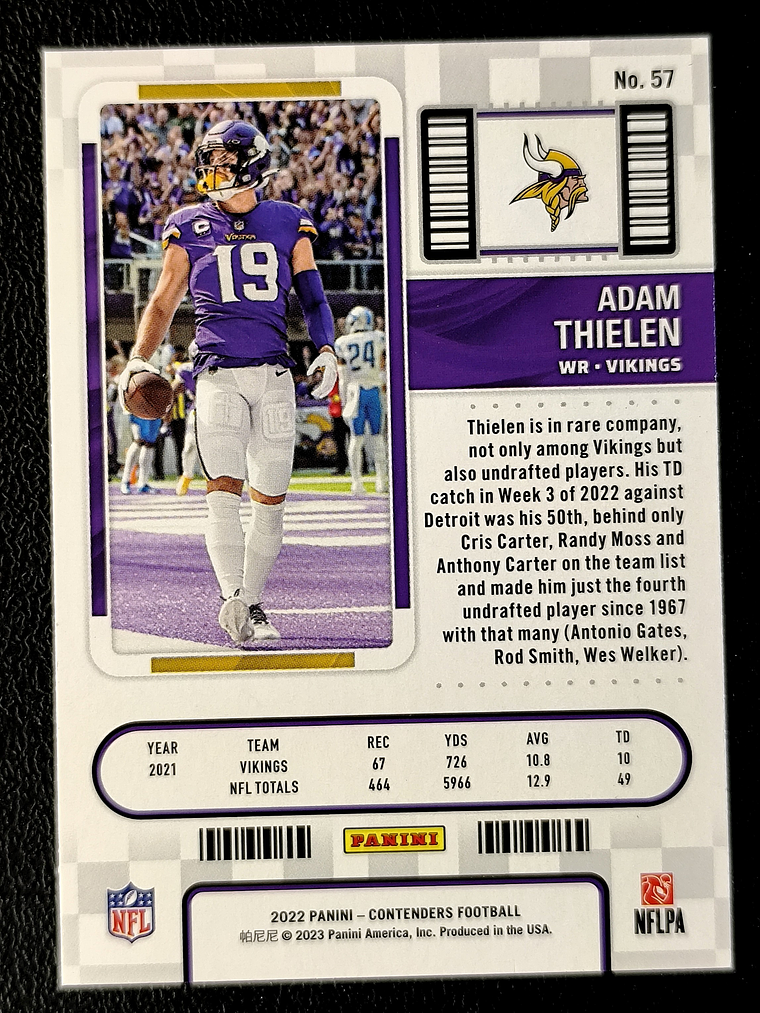 No. 57
VIKINGS
C
19
24
19
ADAM
THIELEN
WR • VIKINGS
Thielen is in rare company,
not only among Vikings but
also undrafted players. His TD
catch in Week 3 of 2022 against
Detroit was his 50th, behind only
Cris Carter, Randy Moss and
Anthony Carter on the team list
and made him just the fourth
undrafted player since 1967
with that many (Antonio Gates,
Rod Smith, Wes Welker).
YEAR TEAM REC YDS AVG TD
2021 VIKINGS 67 726 10.8 10
NFL TOTALS 464 5966 12.9 49
PANINI
NFL
NFLPA
2022 PANINI – CONTENDERS FOOTBALL
帕尼尼 © 2023 Panini America, Inc. Produced in the USA.